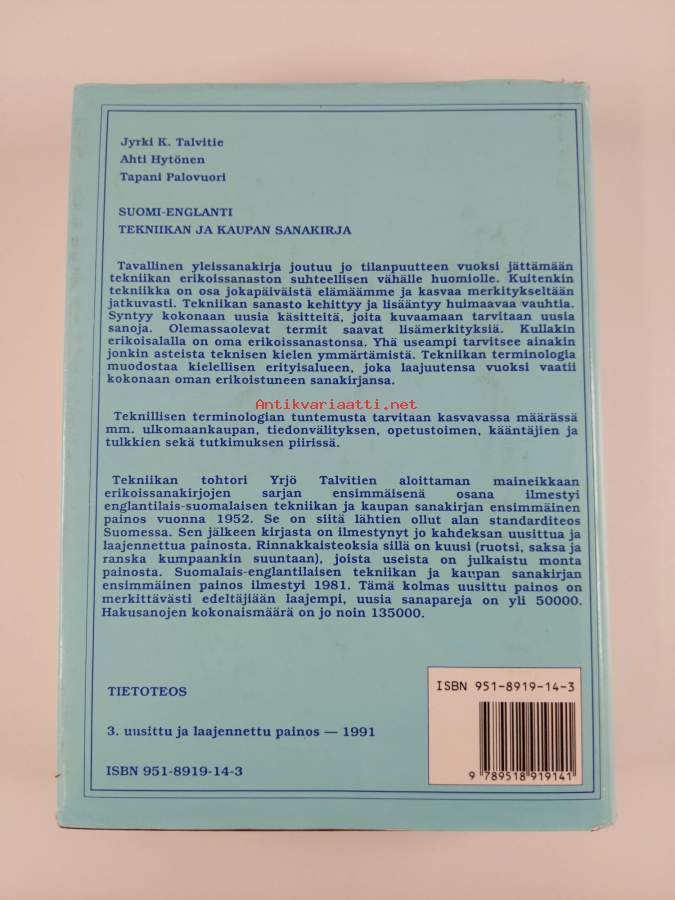 Jyrki K. Talvitie
Ahti Hytönen
Tapani Palovuori
SUOMI-ENGLANTI
TEKNIIKAN JA KAUPAN SANAKIRJA
Tavallinen yleissanakirja joutuu jo tilanpuutteen vuoksi jättämään
tekniikan erikoissanaston suhteellisen vähälle huomiolle. Kuitenkin
tekniikka on osa jokapäiväistä elämäämme ja kasvaa merkitykseltään
jatkuvasti. Tekniikan sanasto kehittyy ja lisääntyy huimaavaa vauhtia.
Syntyy kokonaan uusia käsitteitä, joita kuvaamaan tarvitaan uusia
sanoja. Olemassaolevat termit saavat lisämerkityksiä. Kullakin
erikoisalalla on oma erikoissanastonsa. Yhä useampi tarvitsee ainakin
jonkin asteista teknisen kielen ymmärtämistä. Tekniikan terminologia
muodostaa kielellisen erityisalueen, joka laajuutensa vuoksi vaatii
kokonaan oman erikoistuneen sanakirjansa.
Antikvariaatti.net
Teknillisen terminologian tuntemusta tarvitaan kasvavassa määrässä
mm. ulkomaankaupan, tiedonvälityksen, opetustoimen, kääntäjien ja
tulkkien sekä tutkimuksen piirissä.
Tekniikan tohtori Yrjö Talvitien aloittaman maineikkaan
erikoissanakirjojen sarjan ensimmäisenä osana ilmestyi
englantilais-suomalaisen tekniikan ja kaupan sanakirjan ensimmäinen
painos vuonna 1952. Se on siitä lähtien ollut alan standarditeos
Suomessa. Sen jälkeen kirjasta on ilmestynyt jo kahdeksan uusittua ja
laajennettua painosta. Rinnakkaisteoksia sillä on kuusi (ruotsi, saksa ja
ranska kumpaankin suuntaan), joista useista on julkaistu monta
painosta. Suomalais-englantilaisen tekniikan ja kaupan sanakirjan
ensimmäinen painos ilmestyi 1981. Tämä kolmas uusittu painos on
merkittävästi edeltäjiään laajempi, uusia sanapareja on yli 50000.
Hakusanojen kokonaismäärä on jo noin 135000.
TIETOTEOS
3. uusittu ja laajennettu painos — 1991
ISBN 951-8919-14-3
ISBN 951-8919-14-3
9 789518 919141